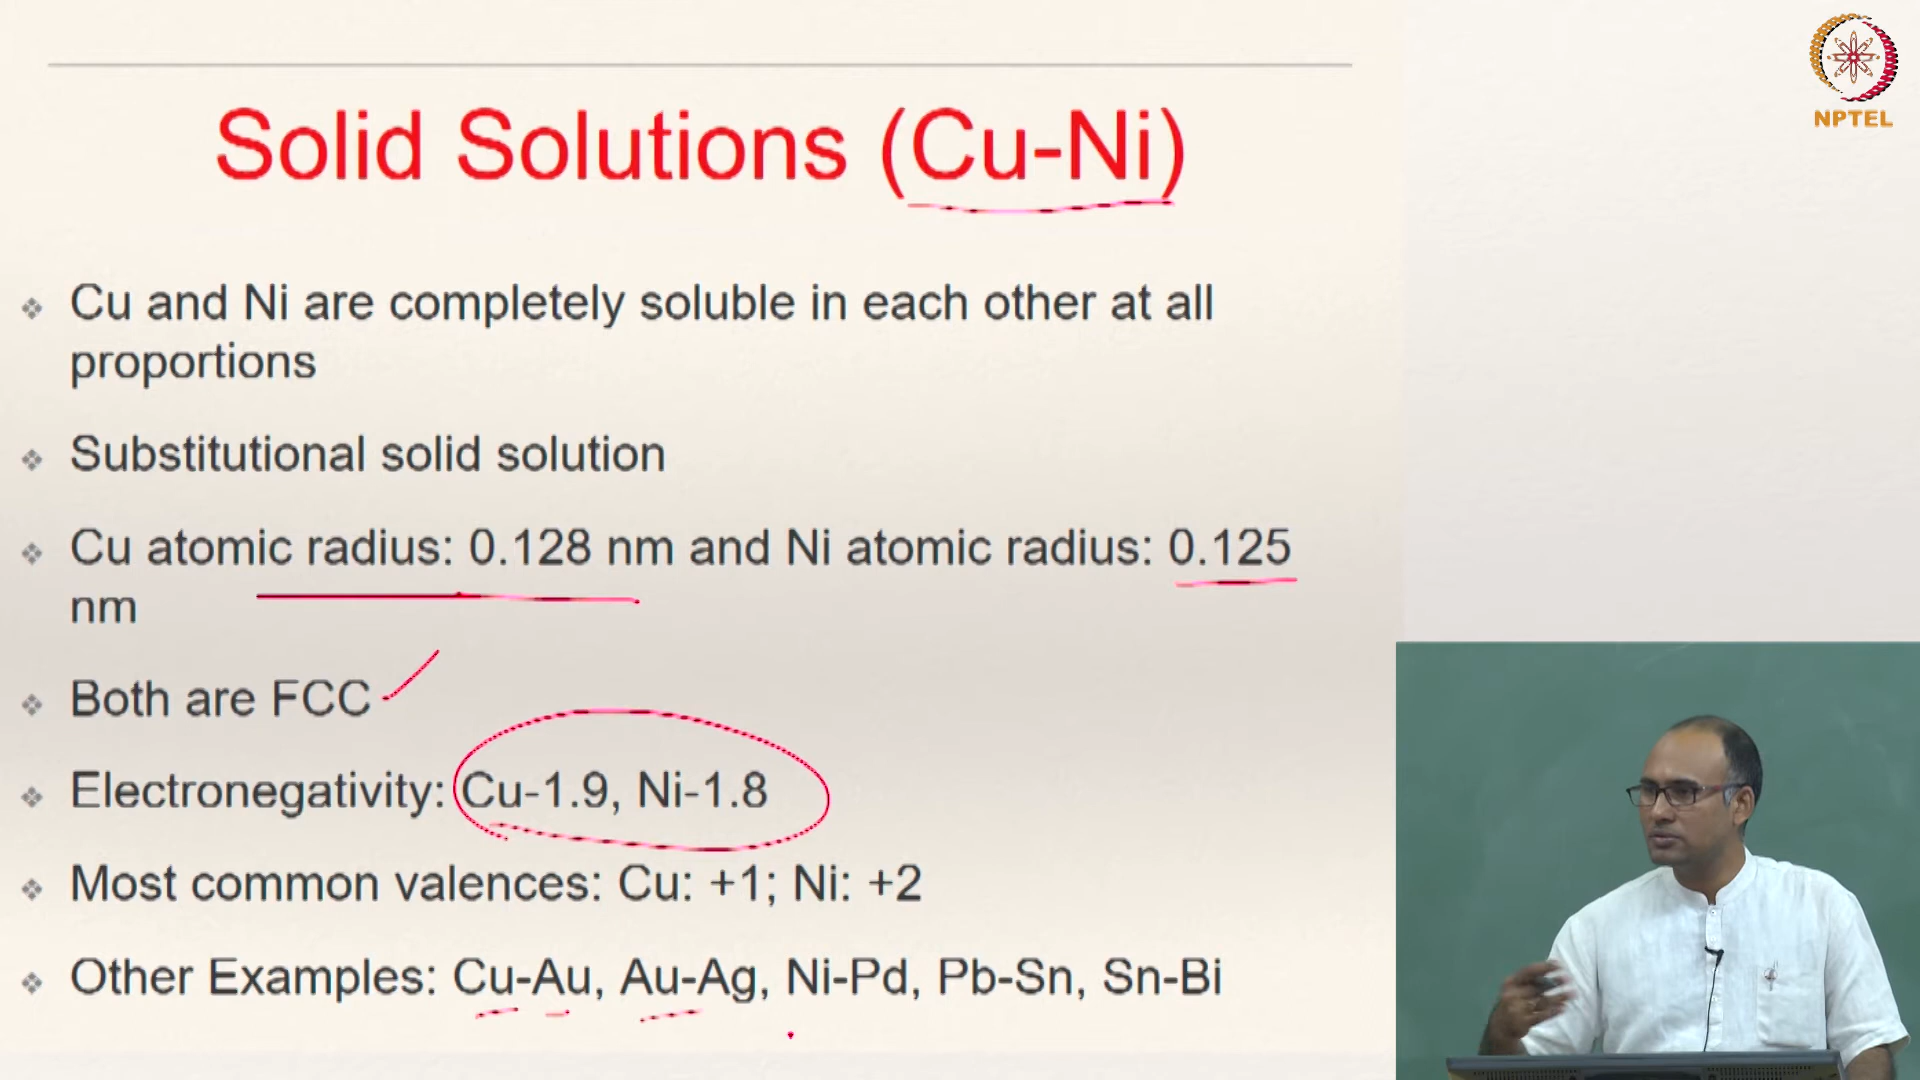 NPTEL
Solid Solutions (Cu-Ni)
Cu and Ni are completely soluble in each other at all
proportions
Substitutional solid solution
Cu atomic radius: 0.128 nm and Ni atomic radius: 0.125
nm
Both are FCC
Electronegativity: Cu-1.9, Ni-1.8
Most common valences: Cu: +1; Ni: +2
Other Examples: Cu-Au, Au-Ag, Ni-Pd, Pb-Sn, Sn-Bi